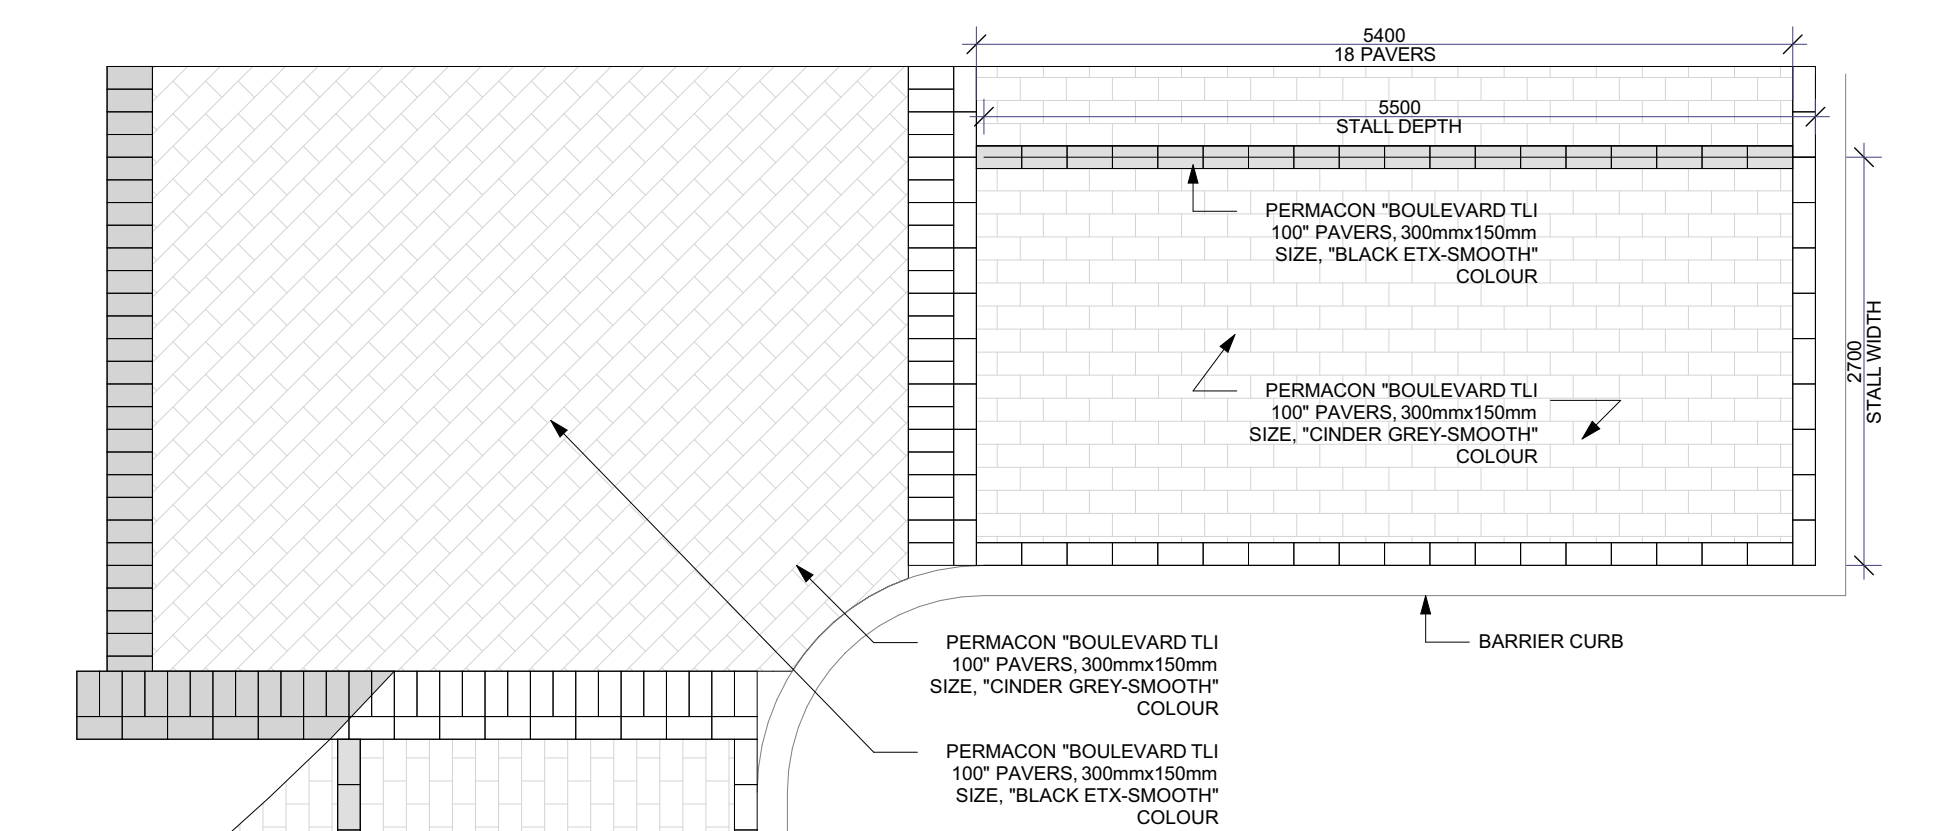 5400
18 PAVERS
5500
STALL DEPTH
PERMACON "BOULEVARD TLI
100" PAVERS, 300mmx150mm
SIZE, "BLACK ETX-SMOOTH"
COLOUR
2700
STALL WIDTH
PERMACON "BOULEVARD TLI
100" PAVERS, 300mmx150mm
SIZE, "CINDER GREY-SMOOTH"
COLOUR
PERMACON "BOULEVARD TLI
100" PAVERS, 300mmx150mm
SIZE, "CINDER GREY-SMOOTH"
COLOUR
BARRIER CURB
PERMACON "BOULEVARD TLI
100" PAVERS, 300mmx150mm
SIZE, "BLACK ETX-SMOOTH"
COLOUR